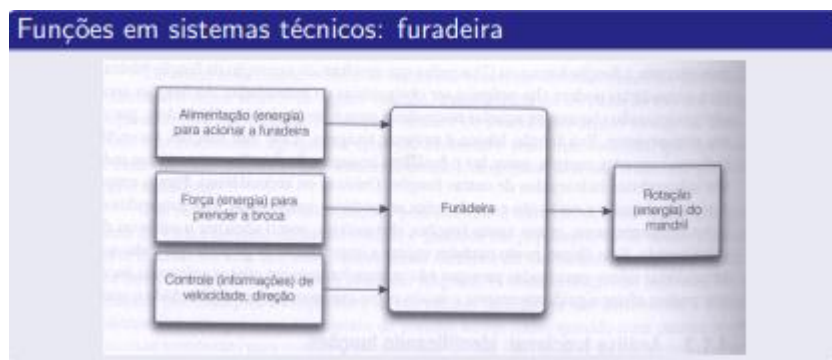 Funções em sistemas técnicos: furadeira
Alimentação (energia)
para acionar a furadeira
Força (energia) para
prender a broca
Controle (informações) de
velocidade, direção
Furadeira
Rotação
(energia) do
mandril